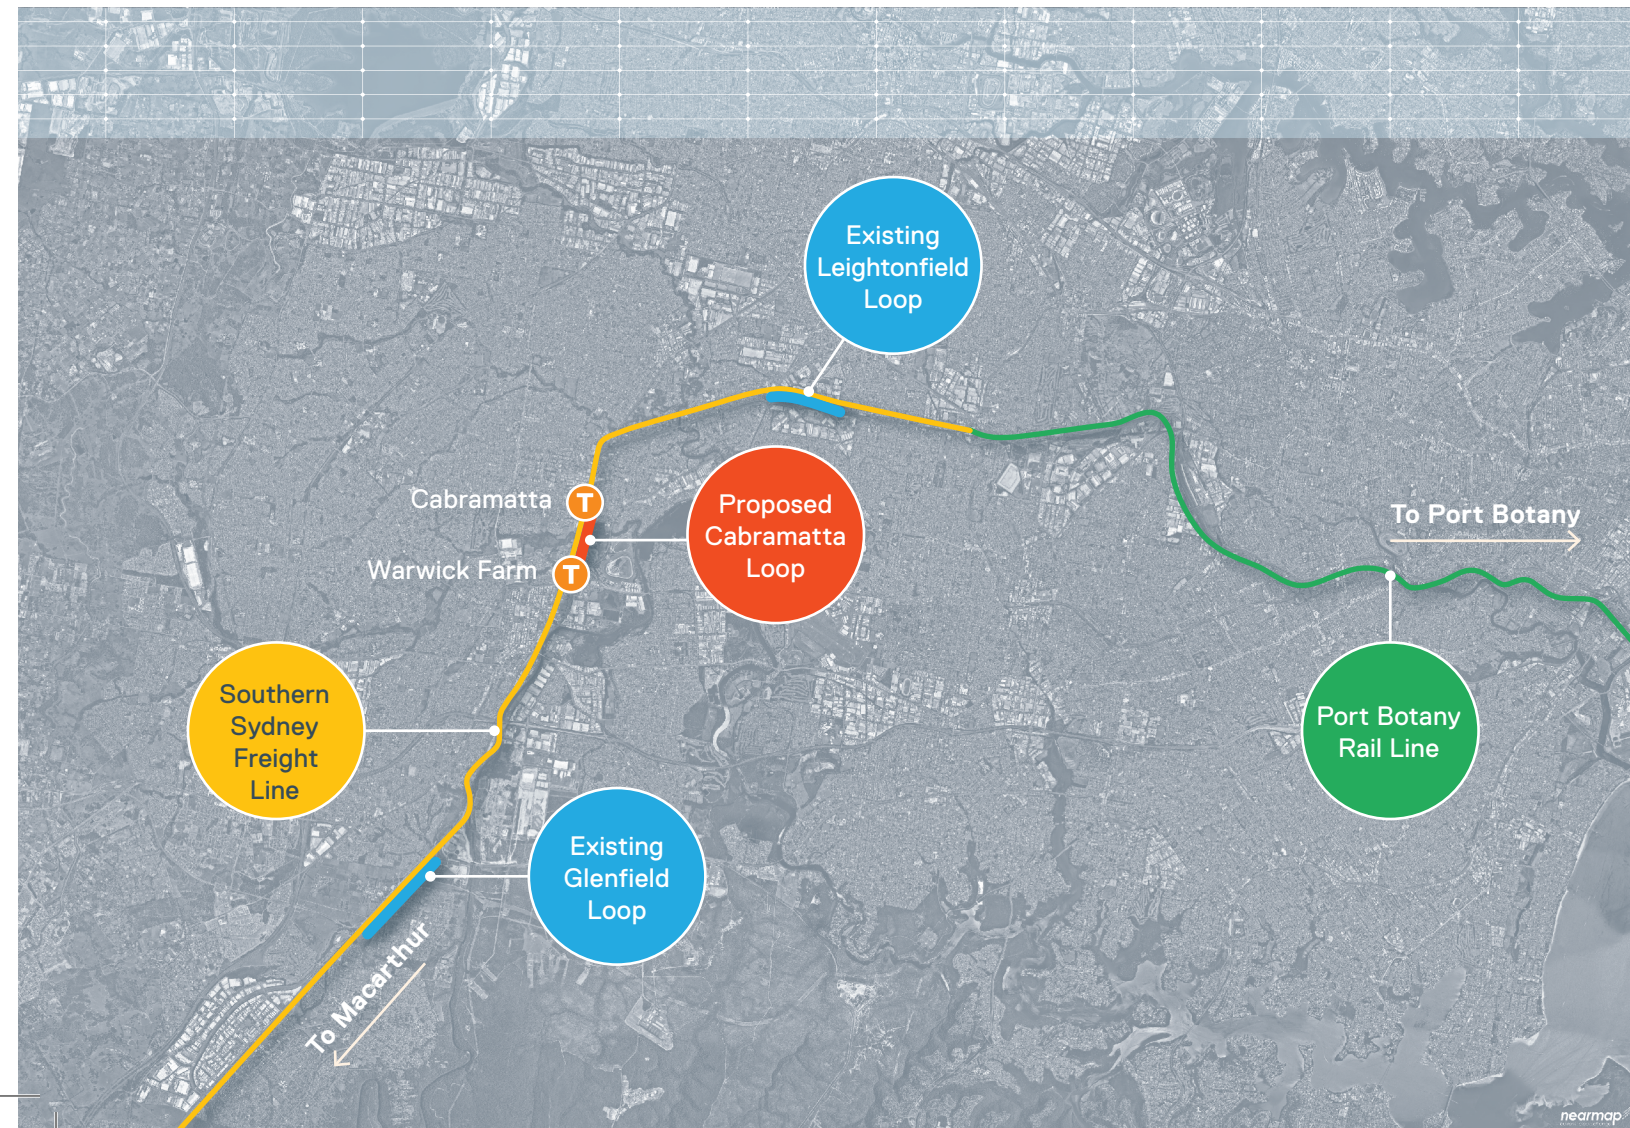 Existing
Leightonfield
Loop
Cabramatta
T
Proposed
Cabramatta
Loop
To Port Botany
Warwick Farm
T
Southern
Sydney
Freight
Line
Port Botany
Rail Line
Existing
Glenfield
Loop
To Macarthur
nearmap